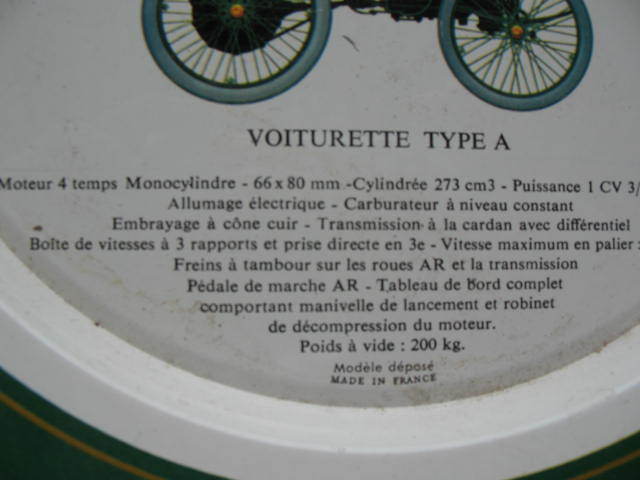 VOITURETTE TYPE A
Moteur 4 temps Monocylindre - 66 x 80 mm -Cylindrée 273 cm3 - Puissance 1 CV 3/
Allumage électrique - Carburateur à niveau constant
Embrayage à cône cuir - Transmission à la cardan avec différentiel
Boîte de vitesses à 3 rapports et prise directe en 3e - Vitesse maximum en palier :
Freins à tambour sur les roues AR et la transmission
Pédale de marche AR - Tableau de Bord complet
comportant manivelle de lancement et robinet
de décompression du moteur.
Poids à vide : 200 kg.
Modèle déposé
MADE IN FRANCE